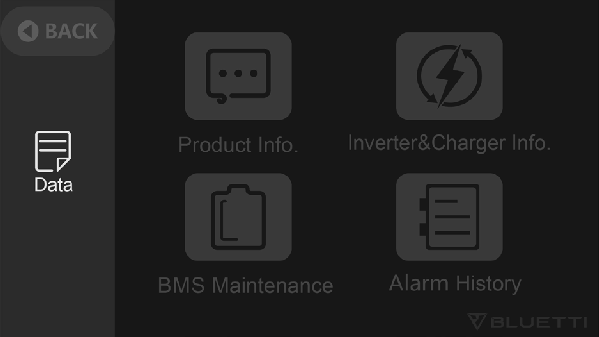 BACK
Data
Product Info.
Inverter&Charger Info.
BMS Maintenance
Alarm History
BLUETTI